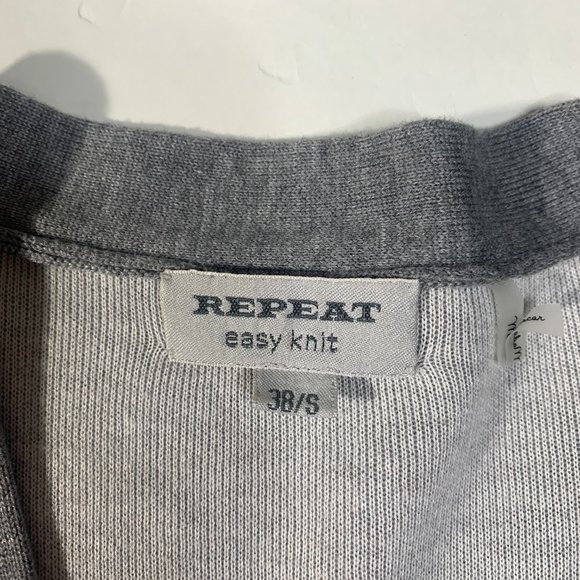 REPEAT
easy knit
38/S